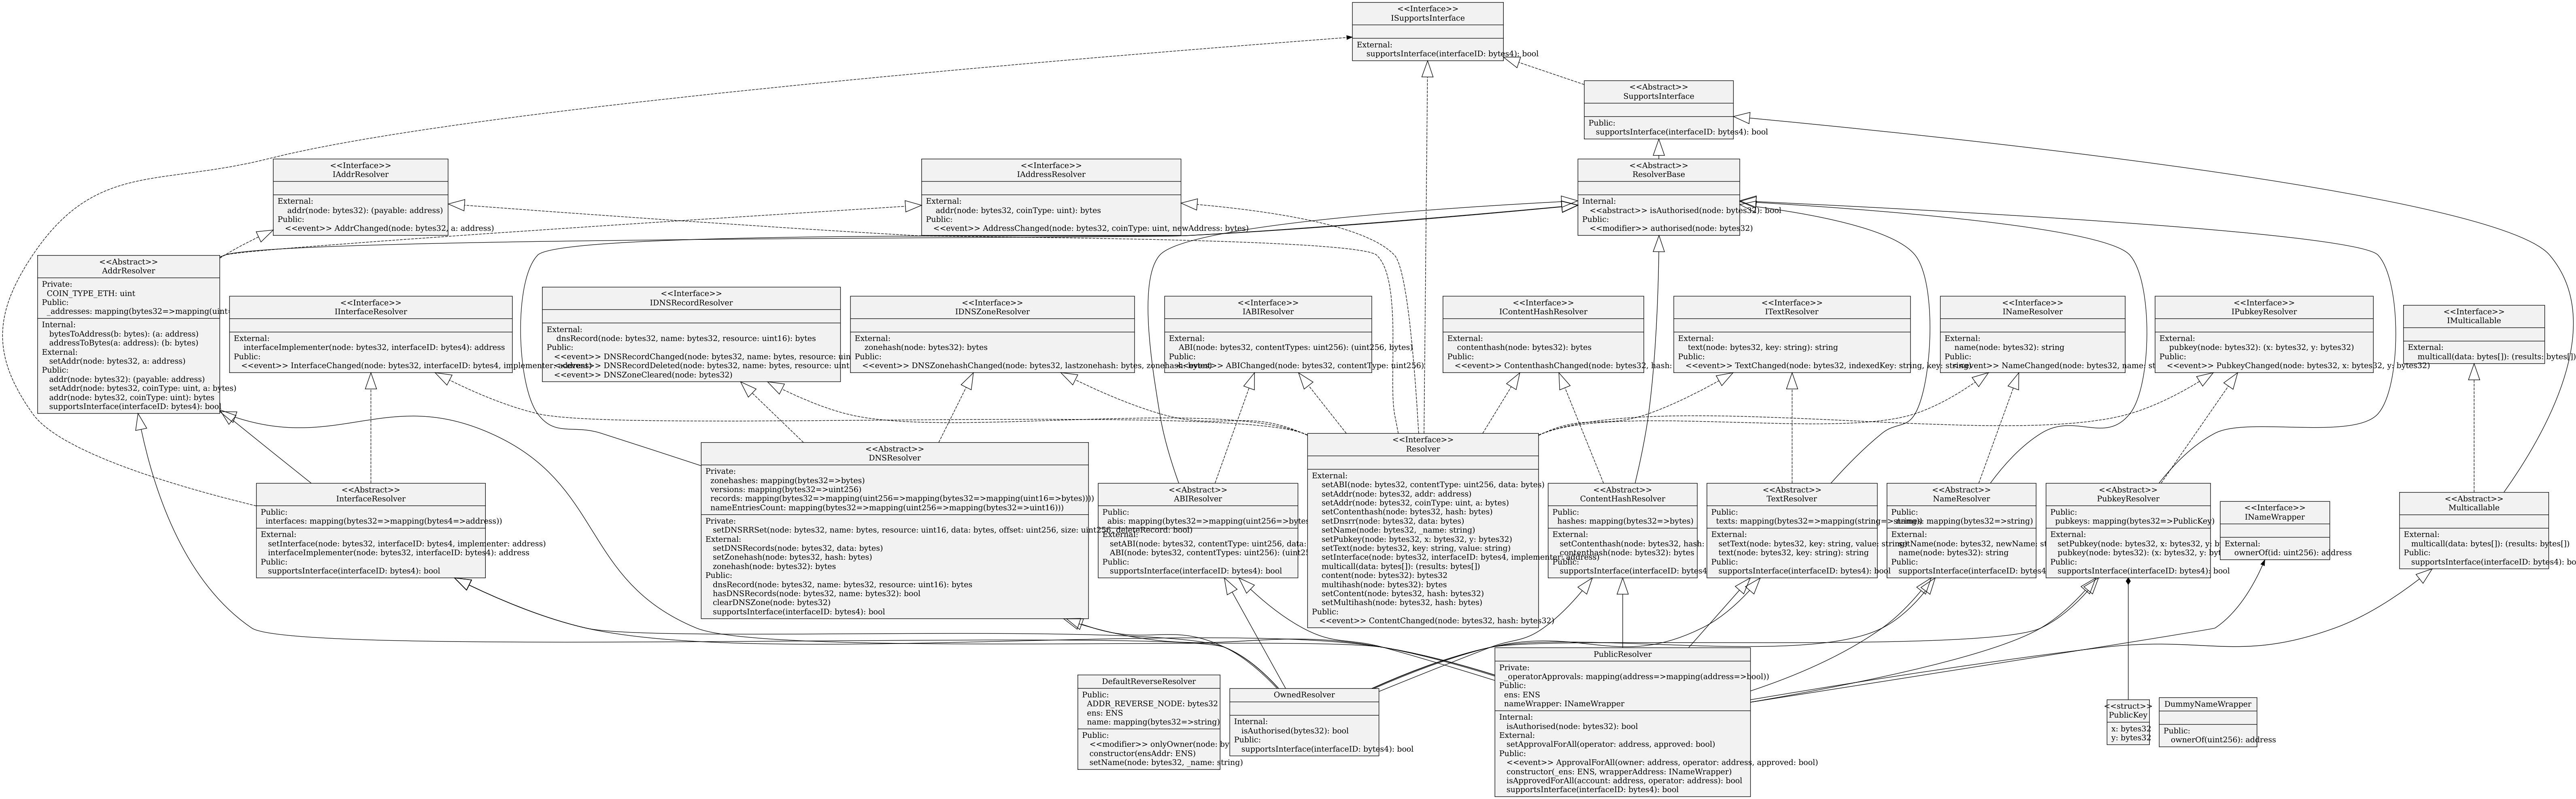 <<Interface>>
ISupportsInterface
External:
supportsInterface(interfaceID: bytes4): bool
<<Abstract>>
SupportsInterface
Public:
supportsInterface(interfaceID: bytes4): bool
<<Interface>>
IAddrResolver
External:
addr(node: bytes32): (payable: address)
Public:
<<event>> AddrChanged(node: bytes32, a: address)
<<Interface>>
IAddressResolver
External:
addr(node: bytes32, coinType: uint): bytes
Public:
<<event>> AddressChanged(node: bytes32, coinType: uint, newAddress: bytes)
<<Abstract>>
ResolverBase
Internal:
<<abstract>> isAuthorised(node: bytes32): bool
Public:
<<modifier>> authorised(node: bytes32)
<<Abstract>>
AddrResolver
Private:
COIN_TYPE_ETH: uint
Public:
_addresses: mapping(bytes32=>mapping(uint
Internal:
bytesToAddress(b: bytes): (a: address)
addressToBytes(a: address): (b: bytes)
External:
setAddr(node: bytes32, a: address)
Public:
addr(node: bytes32): (payable: address)
setAddr(node: bytes32, coinType: uint, a: bytes)
addr(node: bytes32, coinType: uint): bytes
supportsInterface(interfaceID: bytes4): bool
<<Interface>>
IInterfaceResolver
External:
interfaceImplementer(node: bytes32, interfaceID: bytes4): address
Public:
<<event>> InterfaceChanged(node: bytes32, interfaceID: bytes4, implementer: address)
<<Interface>>
IDNSRecordResolver
External:
dnsRecord(node: bytes32, name: bytes32, resource: uint16): bytes
Public:
<<event>> DNSRecordChanged(node: bytes32, name: bytes, resource: uin
<<event>> DNSRecordDeleted(node: bytes32, name: bytes, resource: uint
<<event>> DNSZoneCleared(node: bytes32)
<<Interface>>
IDNSZoneResolver
External:
zonehash(node: bytes32): bytes
Public:
<<event>> DNSZonehashChanged(node: bytes32, lastzonehash: bytes, zonehash: bytes)
<<Interface>>
IABIResolver
External:
ABI(node: bytes32, contentTypes: uint256): (uint256, bytes)
Public:
<<event>> ABIChanged(node: bytes32, contentType: uint256)
<<Interface>>
IContentHashResolver
External:
contenthash(node: bytes32): bytes
Public:
<<event>> ContenthashChanged(node: bytes32, hash:
<<Interface>>
ITextResolver
External:
text(node: bytes32, key: string): string
Public:
<<event>> TextChanged(node: bytes32, indexedKey: string, key: string)
<<Interface>>
INameResolver
External:
name(node: bytes32): string
Public:
<<event>> NameChanged(node: bytes32, name: st
<<Interface>>
IPubkeyResolver
External:
pubkey(node: bytes32): (x: bytes32, y: bytes32)
Public:
<<event>> PubkeyChanged(node: bytes32, x: bytes32, y: bytes32)
<<Interface>>
IMulticallable
External:
multicall(data: bytes[]): (results: bytes[])
<<Abstract>>
InterfaceResolver
Public:
interfaces: mapping(bytes32=>mapping(bytes4=>address))
External:
setInterface(node: bytes32, interfaceID: bytes4, implementer: address)
interfaceImplementer(node: bytes32, interfaceID: bytes4): address
Public:
supportsInterface(interfaceID: bytes4): bool
<<Abstract>>
DNSResolver
Private:
zonehashes: mapping(bytes32=>bytes)
versions: mapping(bytes32=>uint256)
records: mapping(bytes32=>mapping(uint256=>mapping(bytes32=>mapping(uint16=>bytes))))
nameEntriesCount: mapping(bytes32=>mapping(uint256=>mapping(bytes32=>uint16)))
Private:
setDNSRRSet(node: bytes32, name: bytes, resource: uint16, data: bytes, offset: uint256, size: uint256, deleteRecord: bool)
External:
setDNSRecords(node: bytes32, data: bytes)
setZonehash(node: bytes32, hash: bytes)
zonehash(node: bytes32): bytes
Public:
dnsRecord(node: bytes32, name: bytes32, resource: uint16): bytes
hasDNSRecords(node: bytes32, name: bytes32): bool
clearDNSZone(node: bytes32)
supportsInterface(interfaceID: bytes4): bool
<<Abstract>>
ABIResolver
Public:
abis: mapping(bytes32=>mapping(uint256=>bytes
External:
setABI(node: bytes32, contentType: uint256, data:
ABI(node: bytes32, contentTypes: uint256): (uint25
Public:
supportsInterface(interfaceID: bytes4): bool
<<Interface>>
Resolver
External:
setABI(node: bytes32, contentType: uint256, data: bytes)
setAddr(node: bytes32, addr: address)
setAddr(node: bytes32, coinType: uint, a: bytes)
setContenthash(node: bytes32, hash: bytes)
setDnsrr(node: bytes32, data: bytes)
setName(node: bytes32, _name: string)
setPubkey(node: bytes32, x: bytes32, y: bytes32)
setText(node: bytes32, key: string, value: string)
setInterface(node: bytes32, interfaceID: bytes4, implementer: address)
multicall(data: bytes[]): (results: bytes[])
content(node: bytes32): bytes32
multihash(node: bytes32): bytes
setContent(node: bytes32, hash: bytes32)
setMultihash(node: bytes32, hash: bytes)
Public:
<<event>> ContentChanged(node: bytes32, hash: bytes32)
<<Abstract>>
ContentHashResolver
Public:
hashes: mapping(bytes32=>bytes)
External:
setContenthash(node: bytes32, hash:
contenthash(node: bytes32): bytes
Public:
supportsInterface(interfaceID: bytes4
<<Abstract>>
TextResolver
Public:
texts: mapping(bytes32=>mapping(string=>string))
External:
setText(node: bytes32, key: string, value: string)
text(node: bytes32, key: string): string
Public:
supportsInterface(interfaceID: bytes4): bool
<<Abstract>>
NameResolver
Public:
names: mapping(bytes32=>string)
External:
setName(node: bytes32, newName: st
name(node: bytes32): string
Public:
supportsInterface(interfaceID: bytes4
<<Abstract>>
PubkeyResolver
Public:
pubkeys: mapping(bytes32=>PublicKey)
External:
setPubkey(node: bytes32, x: bytes32, y: b
pubkey(node: bytes32): (x: bytes32, y: byt
Public:
supportsInterface(interfaceID: bytes4): bool
<<Interface>>
INameWrapper
External:
ownerOf(id: uint256): address
<<Abstract>>
Multicallable
External:
multicall(data: bytes[]): (results: bytes[])
Public:
supportsInterface(interfaceID: bytes4): bo
DefaultReverseResolver
Public:
ADDR_REVERSE_NODE: bytes32
ens: ENS
name: mapping(bytes32=>string)
Public:
<<modifier>> onlyOwner(node: by
constructor(ensAddr: ENS)
setName(node: bytes32, _name: string)
OwnedResolver
Internal:
isAuthorised(bytes32): bool
Public:
supportsInterface(interfaceID: bytes4): bool
PublicResolver
Private:
_operatorApprovals: mapping(address=>mapping(address=>bool))
Public:
ens: ENS
nameWrapper: INameWrapper
Internal:
isAuthorised(node: bytes32): bool
External:
setApprovalForAll(operator: address, approved: bool)
Public:
<<event>> ApprovalForAll(owner: address, operator: address, approved: bool)
constructor(_ens: ENS, wrapperAddress: INameWrapper)
isApprovedForAll(account: address, operator: address): bool
supportsInterface(interfaceID: bytes4): bool
<<struct>>
PublicKey
x: bytes32
y: bytes32
DummyNameWrapper
Public:
ownerOf(uint256): address